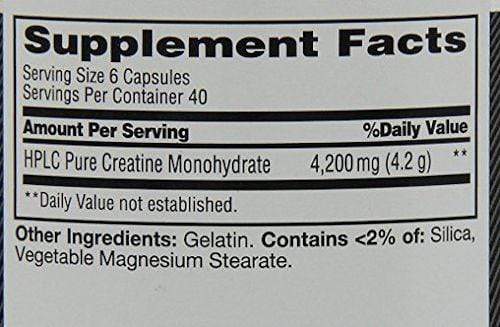 Supplement Facts
Serving Size 6 Capsules
Servings Per Container 40
Amount Per Serving %Daily Value
HPLC Pure Creatine Monohydrate 4,200 mg (4.2 g) **
**Daily Value not established.
Other Ingredients: Gelatin. Contains <2% of: Silica,
Vegetable Magnesium Stearate.